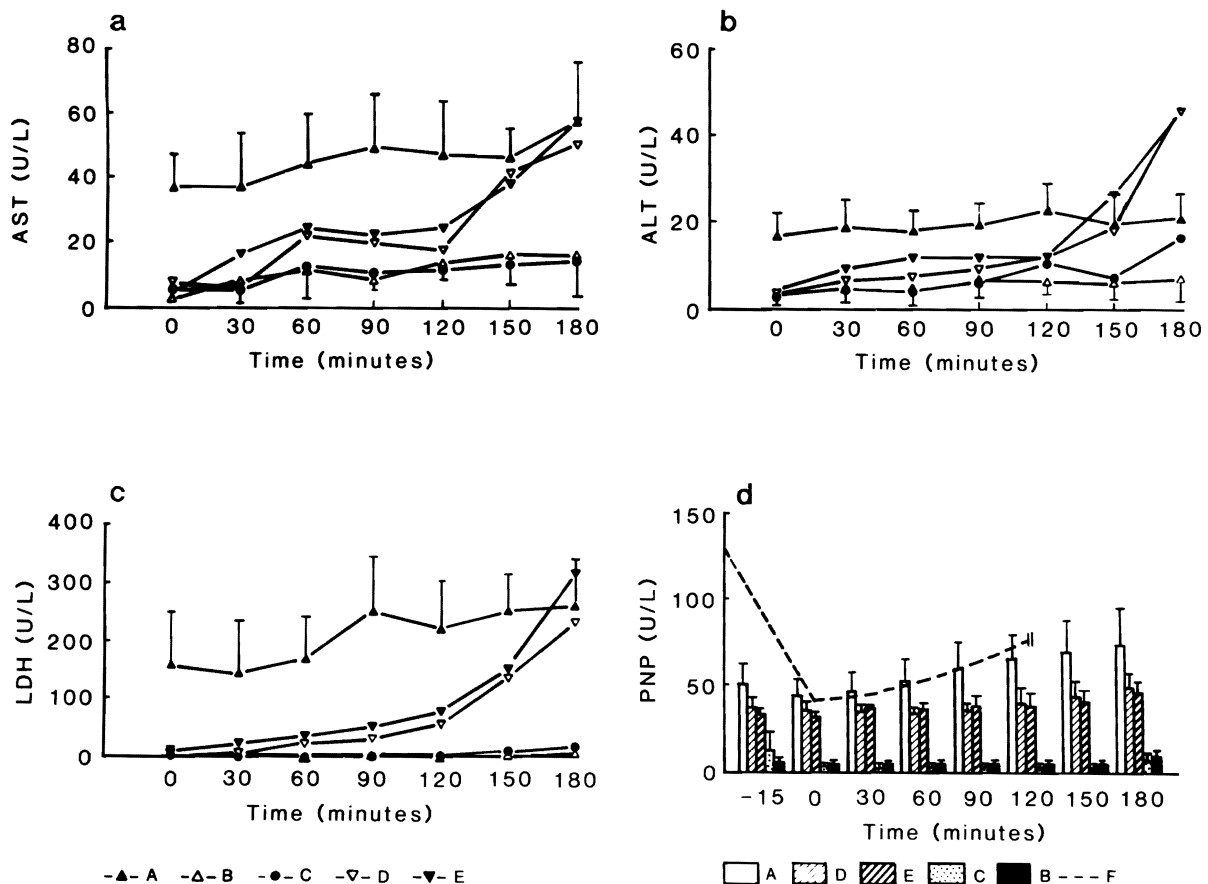 a
AST (U/L)
80
60
40
20
0
0 30 60 90 120 150 180
Time (minutes)
b
ALT (U/L)
60
40
20
0
0 30 60 90 120 150 180
Time (minutes)
c
LDH (U/L)
400
300
200
100
0
0 30 60 90 120 150 180
Time (minutes)
d
PNP (U/L)
150
100
50
0
-15 0 30 60 90 120 150 180
Time (minutes)
A B C D E
A D E C B F